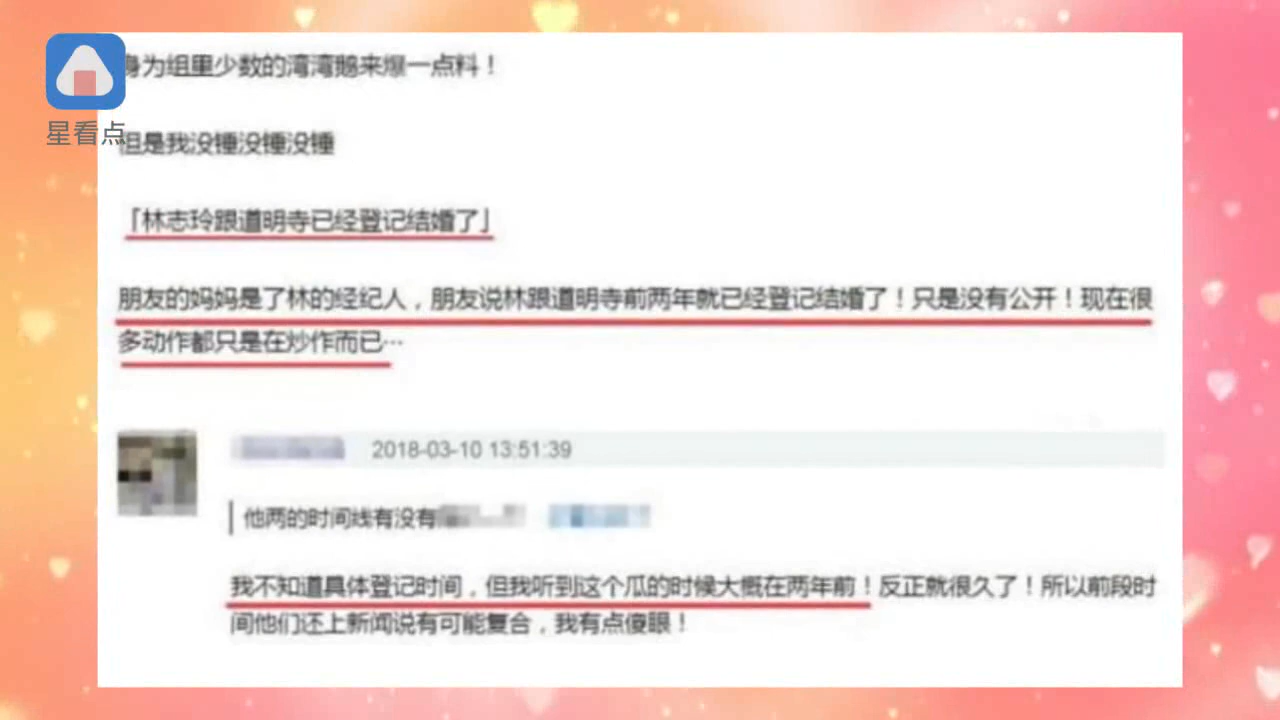 身为组里少数的湾湾鹅来爆一点料！
星看点
但是我没锤没锤没锤
「林志玲跟道明寺已经登记结婚了」
朋友的妈妈是了林的经纪人，朋友说林跟道明寺前两年就已经登记结婚了！只是没有公开！现在很
多动作都只是在炒作而已…
2018-03-10 13:51:39
他两的时间线有没有
我不知道具体登记时间，但我听到这个瓜的时候大概在两年前！反正就很久了！所以前段时
间他们还上新闻说有可能复合，我有点傻眼！